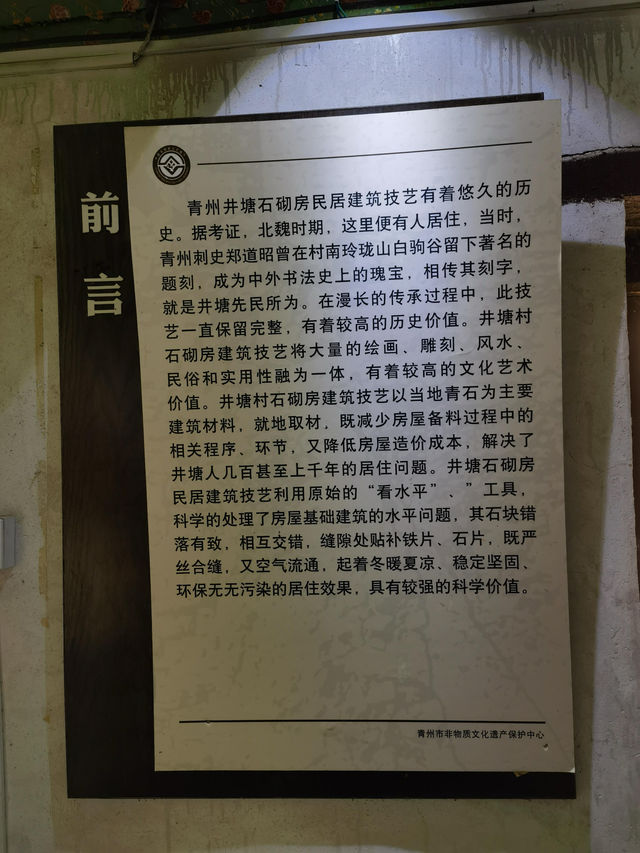 前言
青州井塘石砌房民居建筑技艺有着悠久的历
史。据考证，北魏时期，这里便有人居住，当时，
青州刺史郑道昭曾在村南玲珑山白驹谷留下著名的
题刻，成为中外书法史上的瑰宝，相传其刻字，
就是井塘先民所为。在漫长的传承过程中，此技
艺一直保留完整，有着较高的历史价值。井塘村
石砌房建筑技艺将大量的绘画、雕刻、风水、
民俗和实用性融为一体，有着较高的文化艺术
价值。井塘村石砌房建筑技艺以当地青石为主要
建筑材料，就地取材，既减少房屋备料过程中的
相关程序、环节，又降低房屋造价成本，解决了
井塘人几百甚至上千年的居住问题。井塘石砌房
民居建筑技艺利用原始的“看水平”、”工具，
科学的处理了房屋基础建筑的水平问题，其石块错
落有致，相互交错，缝隙处贴补铁片、石片，既严
丝合缝，又空气流通，起着冬暖夏凉、稳定坚固、
环保无无污染的居住效果，具有较强的科学价值。
青州市非物质文化遗产保护中心